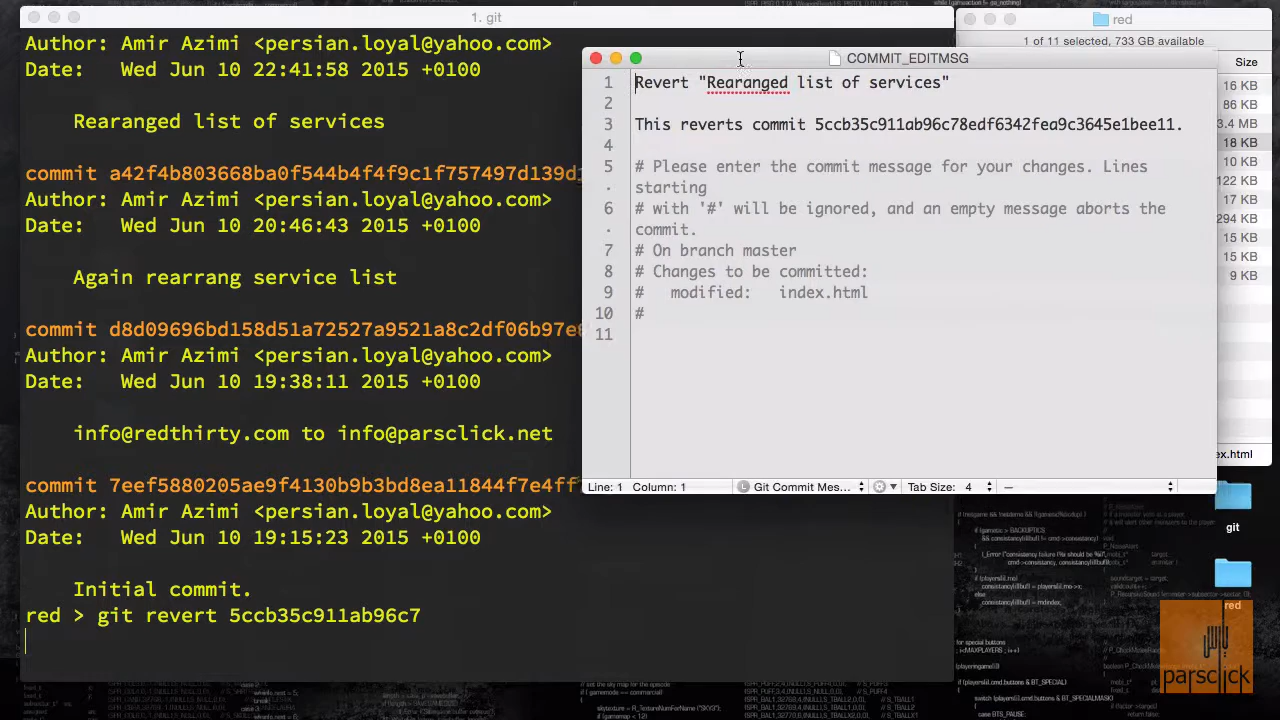 1. git
Author: Amir Azimi <persian.loyal@yahoo.com>
Date:   Wed Jun 10 22:41:58 2015 +0100
Rearanged list of services
commit a42f4b803668ba0f544b4f4f9c1f757497d139d
Author: Amir Azimi <persian.loyal@yahoo.com>
Date:   Wed Jun 10 20:46:43 2015 +0100
Again rearrang service list
commit d8d09696bd158d51a72527a9521a8c2df06b97e
Author: Amir Azimi <persian.loyal@yahoo.com>
Date:   Wed Jun 10 19:38:11 2015 +0100
info@redthirty.com to info@parsclick.net
commit 7eef5880205ae9f4130b9b3bd8ea11844f7e4ff
Author: Amir Azimi <persian.loyal@yahoo.com>
Date:   Wed Jun 10 19:15:23 2015 +0100
Initial commit.
red > git revert 5ccb35c911ab96c7
COMMIT_EDITMSG
1 Revert "Rearanged list of services"
2
3 This reverts commit 5ccb35c911ab96c78edf6342fea9c3645e1bee11.
4
5 # Please enter the commit message for your changes. Lines
· starting
6 # with '#' will be ignored, and an empty message aborts the
· commit.
7 # On branch master
8 # Changes to be committed:
9 #   modified:   index.html
10 #
11
Line: 1 Column: 1 Git Commit Mes... Tab Size: 4 —
red
1 of 11 selected, 733 GB available
Size
16 KB
86 KB
3.4 MB
18 KB
10 KB
122 KB
17 KB
294 KB
15 KB
15 KB
9 KB
ex.html
git
red
پارس
parsclick